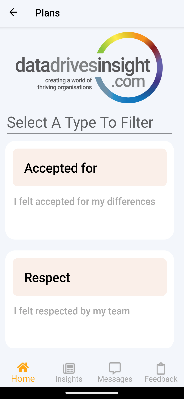 Plans
datadrivesinsight
.com
creating a world of
thriving organisations
Select A Type To Filter
Accepted for
I felt accepted for my differences
Respect
I felt respected by my team
Home
Insights
Messages
Feedback